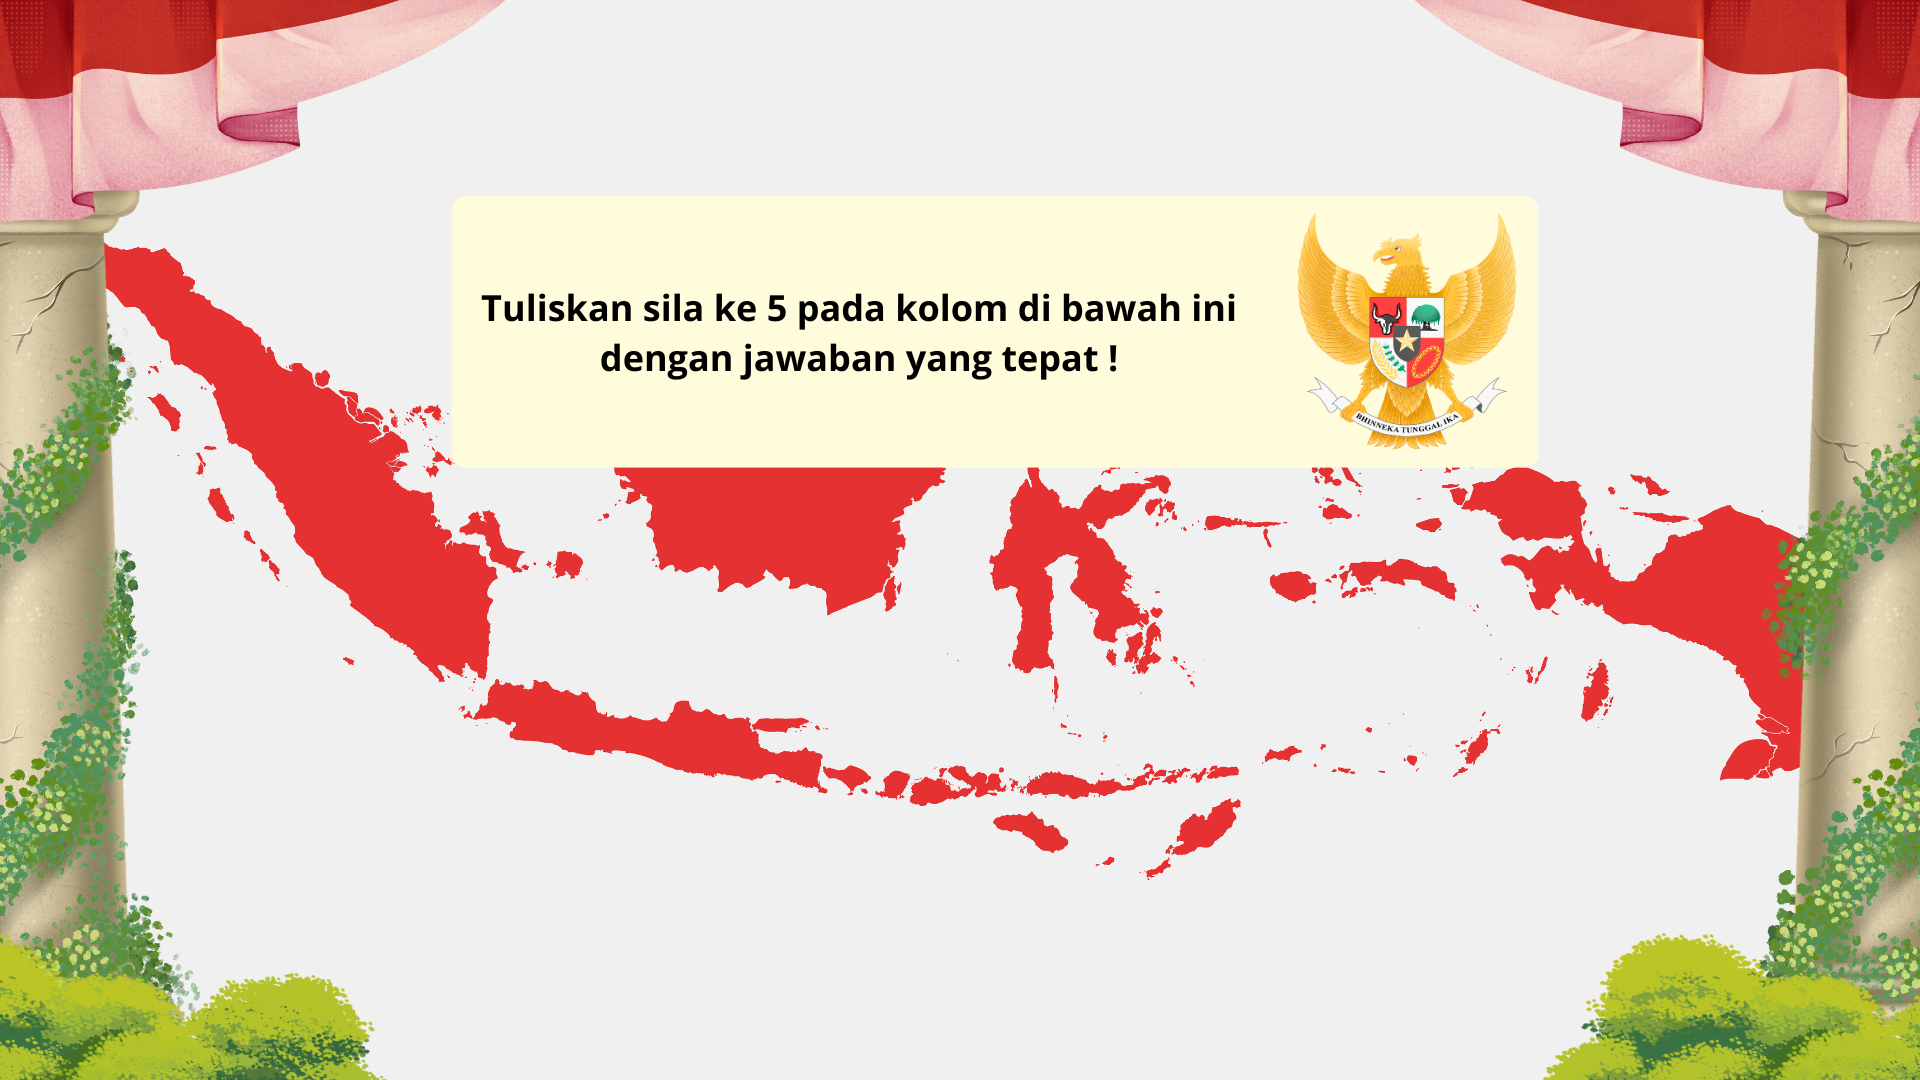 Tuliskan sila ke 5 pada kolom di bawah ini
dengan jawaban yang tepat !
BHINNEKA TUNGGAL IKA